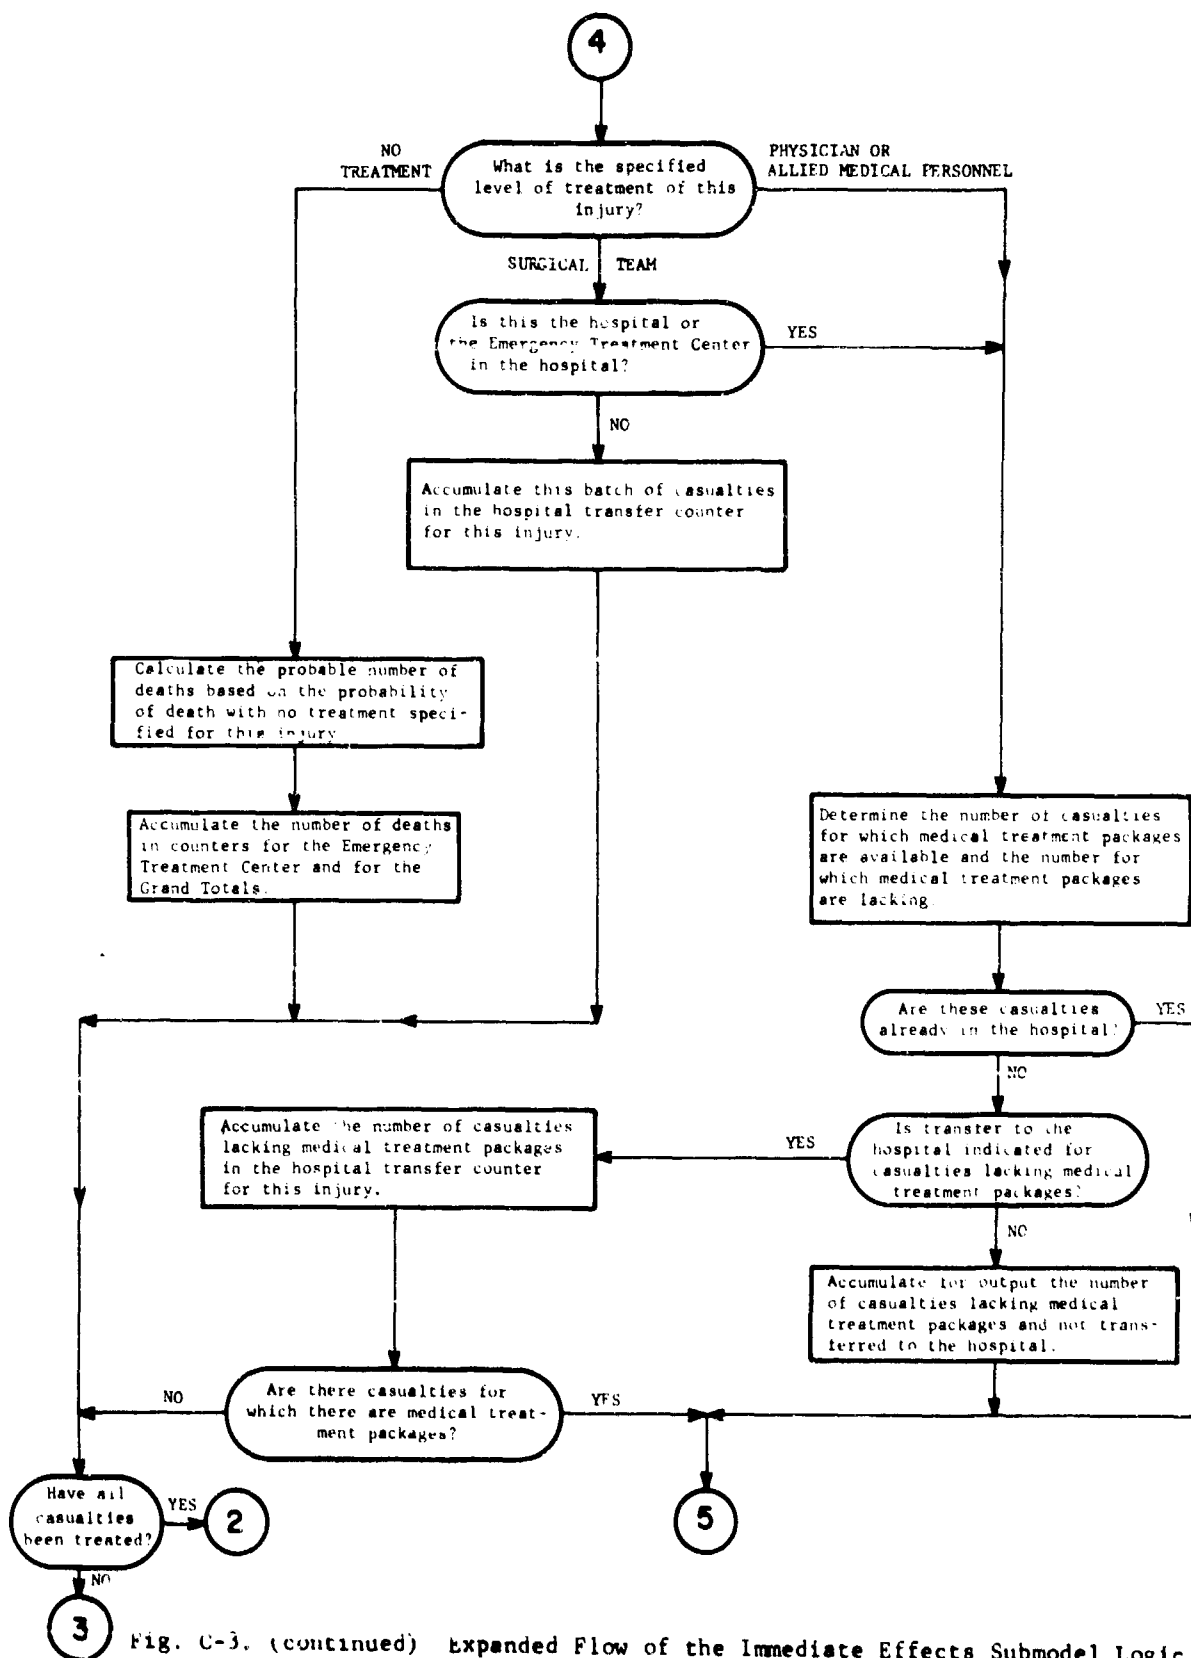 4
NO
TREATMENT
What is the specified
level of treatment of this
injury?
PHYSICIAN OR
ALLIED MEDICAL PERSONNEL
SURGICAL TEAM
Is this the hospital or
the Emergency Treatment Center
in the hospital?
YES
NO
Accumulate this batch of casualties
in the hospital transfer counter
for this injury.
Calculate the probable number of
deaths based on the probability
of death with no treatment speci-
fied for this injury
Accumulate the number of deaths
in counters for the Emergency
Treatment Center and for the
Grand Totals.
Determine the number of casualties
for which medical treatment packages
are available and the number for
which medical treatment packages
are lacking.
Are these casualties
already in the hospital?
YES
NO
Accumulate the number of casualties
lacking medical treatment packages
in the hospital transfer counter
for this injury.
YES
Is transfer to the
hospital indicated for
casualties lacking medical
treatment packages?
NO
Accumulate for output the number
of casualties lacking medical
treatment packages and not trans-
ferred to the hospital.
NO
Are there casualties for
which there are medical treat-
ment packages?
YES
Have all
casualties
been treated?
YES
2
5
NO
3
Fig. C-3. (continued) Expanded Flow of the Immediate Effects Submodel Logic